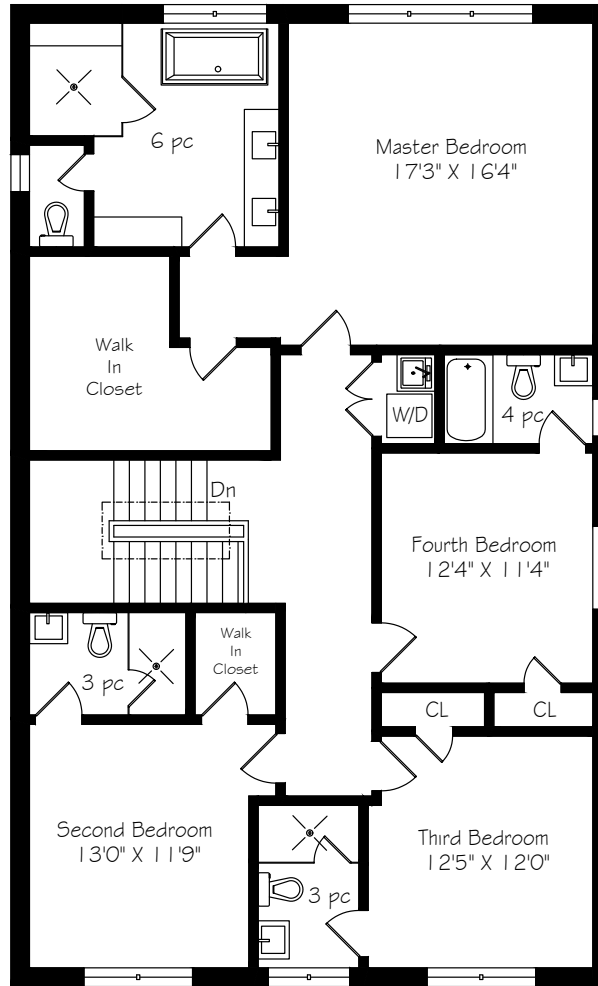 6 pc
Master Bedroom
17'3" X 16'4"
Walk
In
Closet
W/D
4 pc
Dn
Fourth Bedroom
12'4" X 11'4"
Walk
In
Closet
3 pc
CL
CL
Second Bedroom
13'0" X 11'9"
Third Bedroom
12'5" X 12'0"
3 pc